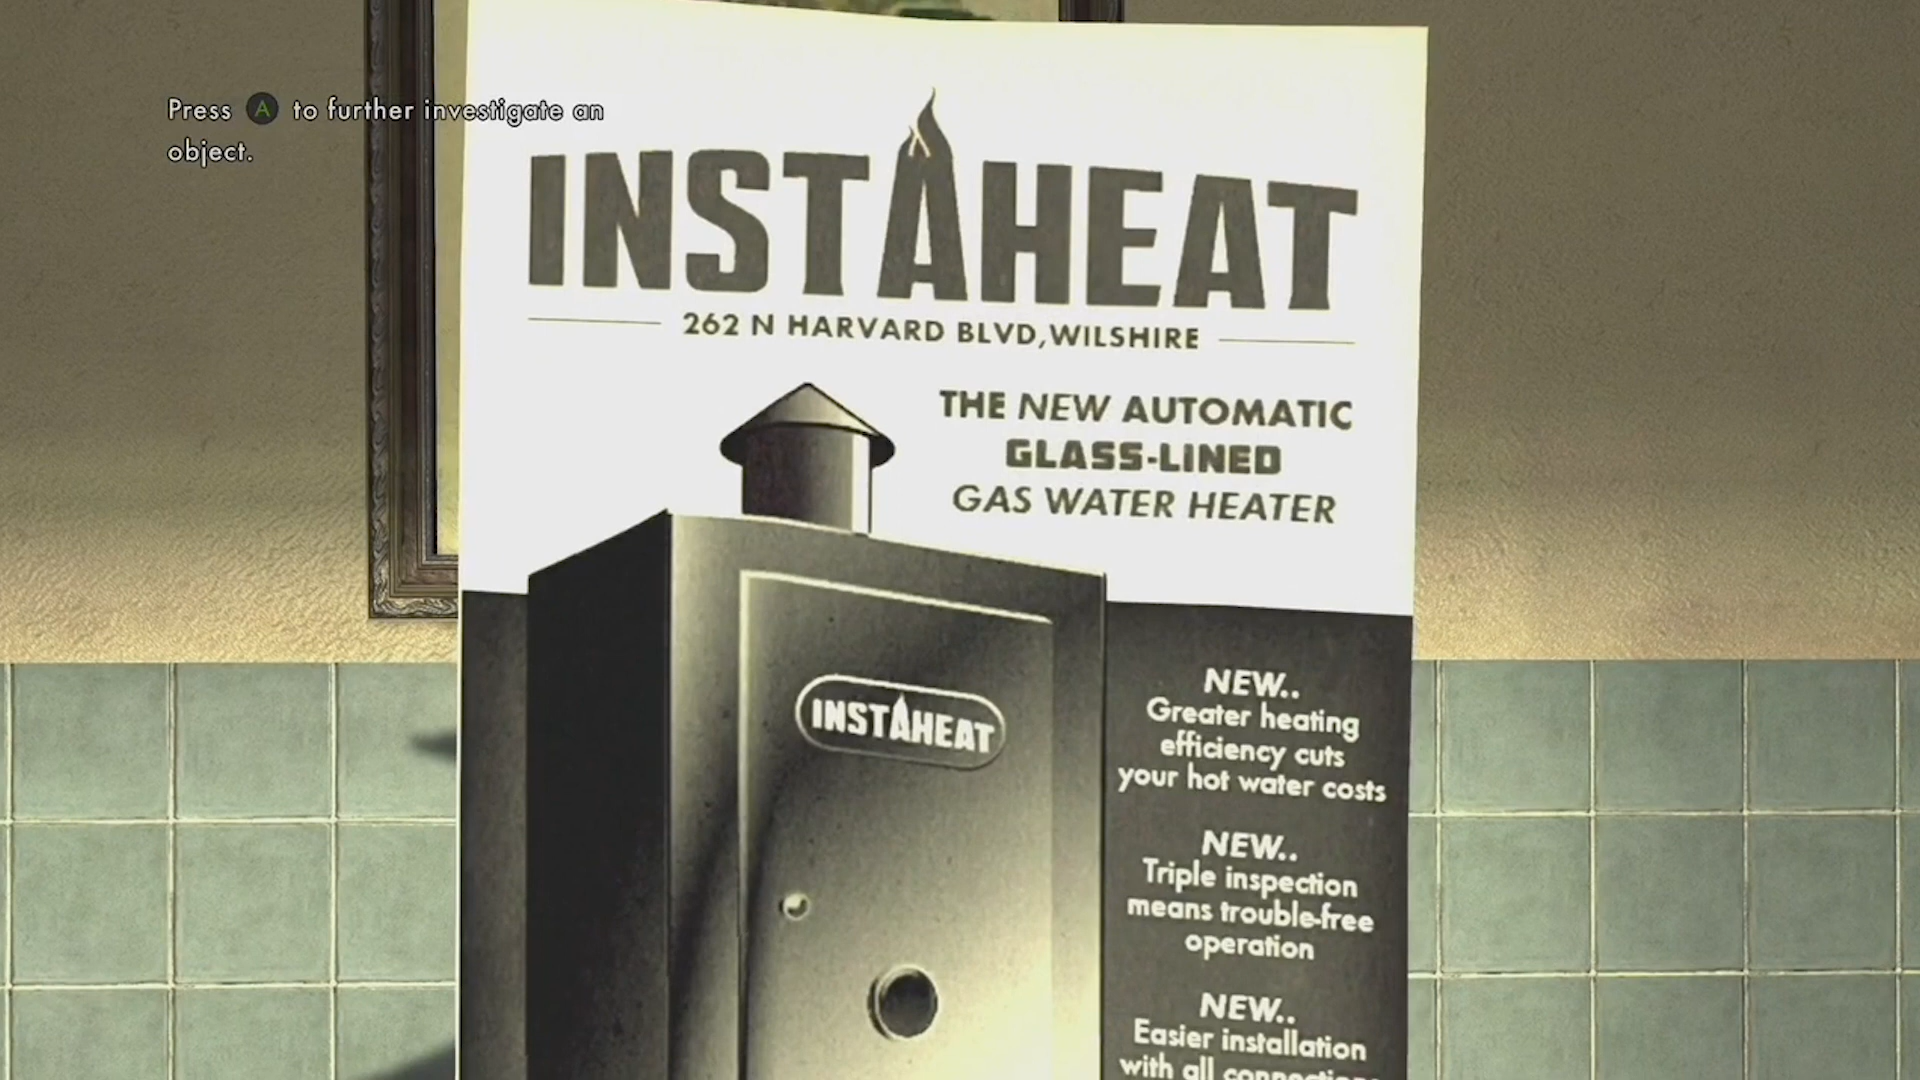 Press A to further investigate an
object.
INSTAHEAT
262 N HARVARD BLVD, WILSHIRE
THE NEW AUTOMATIC
GLASS-LINED
GAS WATER HEATER
INSTAHEAT
NEW..
Greater heating
efficiency cuts
your hot water costs
NEW..
Triple inspection
means trouble-free
operation
NEW..
Easier installation
with all